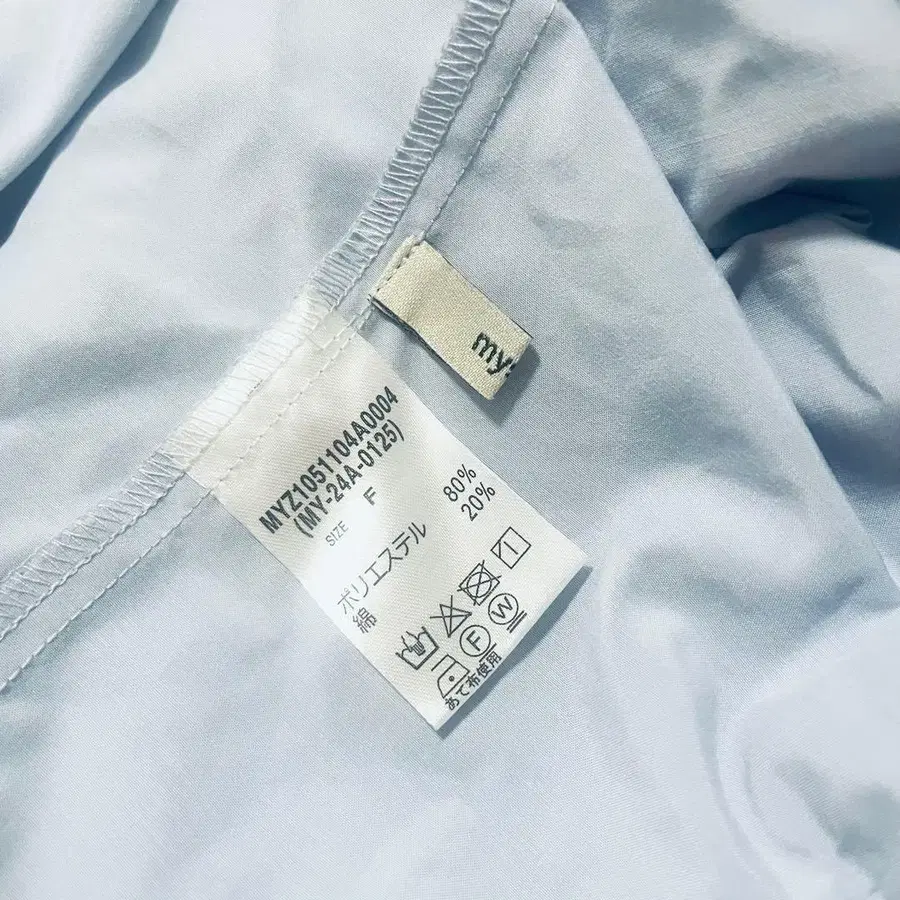 my
MYZ1051104A0004
(MY-24A-0125)
SIZE F
ポリエステル 80%
綿 20%
F W
あて布使用